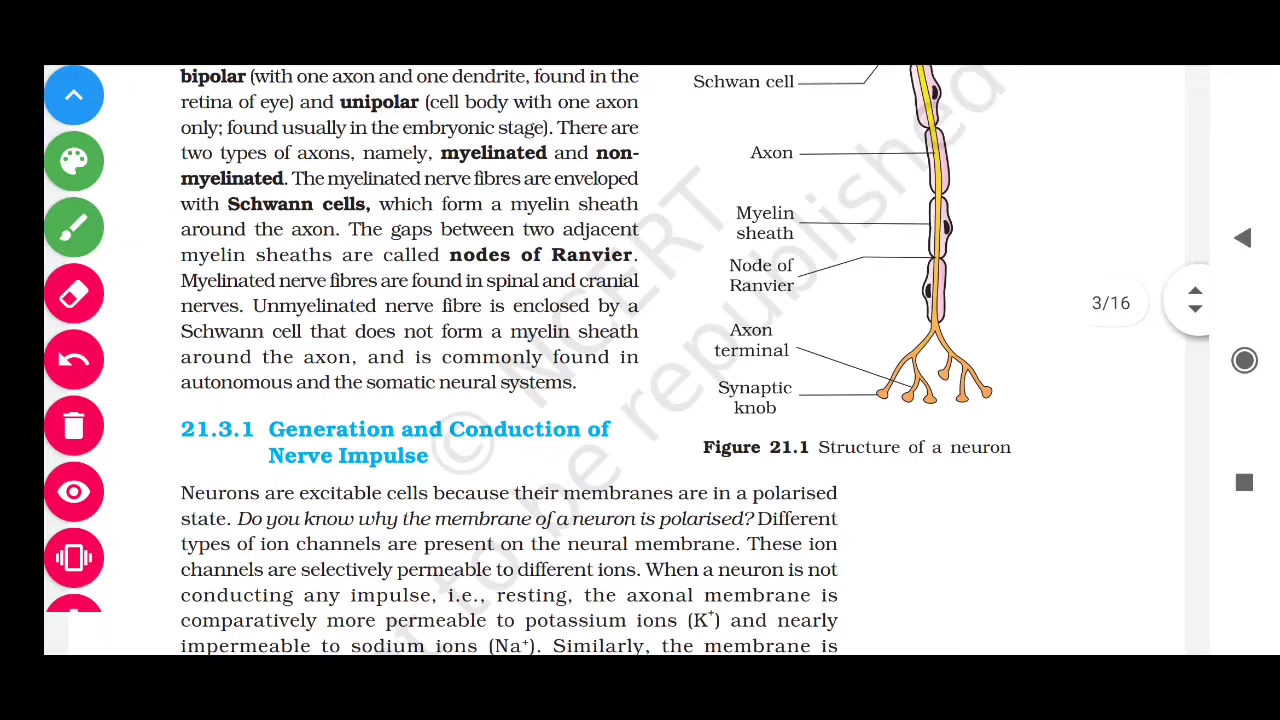 bipolar (with one axon and one dendrite, found in the
retina of eye) and unipolar (cell body with one axon
only; found usually in the embryonic stage). There are
two types of axons, namely, myelinated and non-
myelinated. The myelinated nerve fibres are enveloped
with Schwann cells, which form a myelin sheath
around the axon. The gaps between two adjacent
myelin sheaths are called nodes of Ranvier.
Myelinated nerve fibres are found in spinal and cranial
nerves. Unmyelinated nerve fibre is enclosed by a
Schwann cell that does not form a myelin sheath
around the axon, and is commonly found in
autonomous and the somatic neural systems.
Schwan cell
Axon
Myelin
sheath
Node of
Ranvier
Axon
terminal
Synaptic
knob
Figure 21.1 Structure of a neuron
3/16
21.3.1 Generation and Conduction of
Nerve Impulse
Neurons are excitable cells because their membranes are in a polarised
state. Do you know why the membrane of a neuron is polarised? Different
types of ion channels are present on the neural membrane. These ion
channels are selectively permeable to different ions. When a neuron is not
conducting any impulse, i.e., resting, the axonal membrane is
comparatively more permeable to potassium ions (K⁺) and nearly
impermeable to sodium ions (Na⁺). Similarly, the membrane is
© NCERT
to be republished